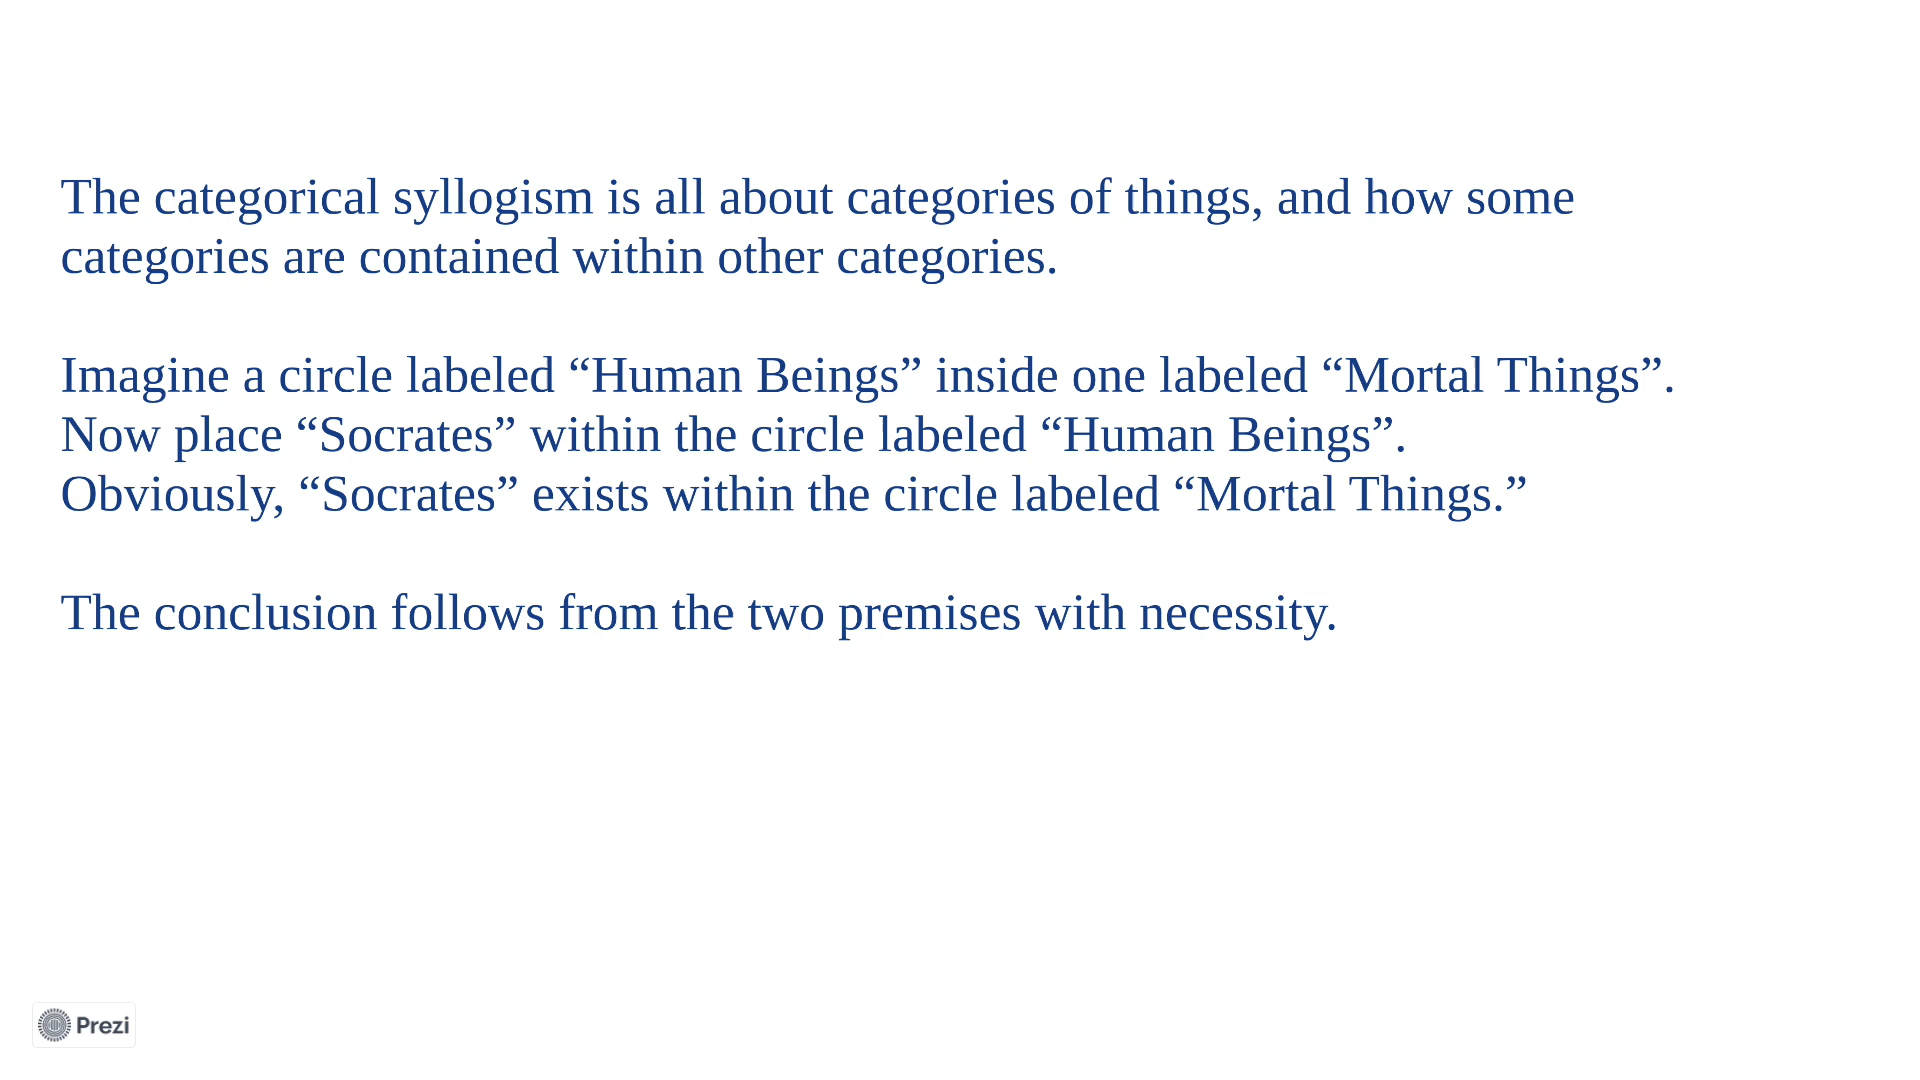 The categorical syllogism is all about categories of things, and how some
categories are contained within other categories.
Imagine a circle labeled “Human Beings” inside one labeled “Mortal Things”.
Now place “Socrates” within the circle labeled “Human Beings”.
Obviously, “Socrates” exists within the circle labeled “Mortal Things.”
The conclusion follows from the two premises with necessity.
Prezi